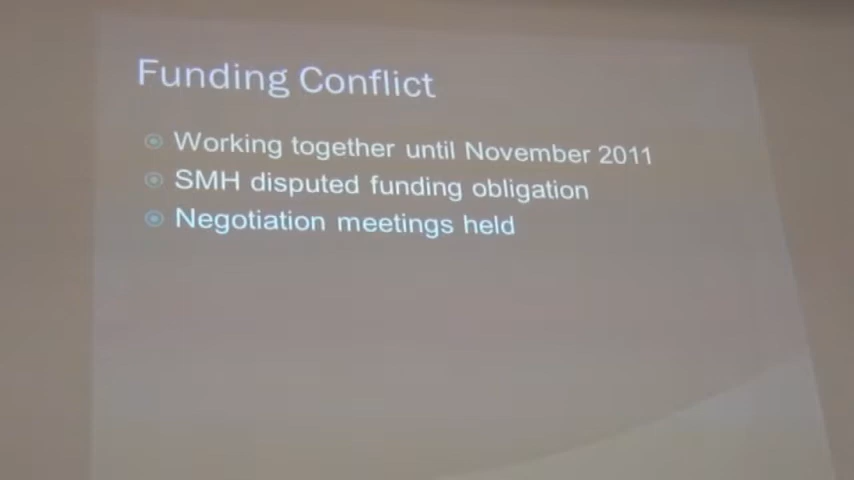 Funding Conflict
Working together until November 2011
SMH disputed funding obligation
Negotiation meetings held